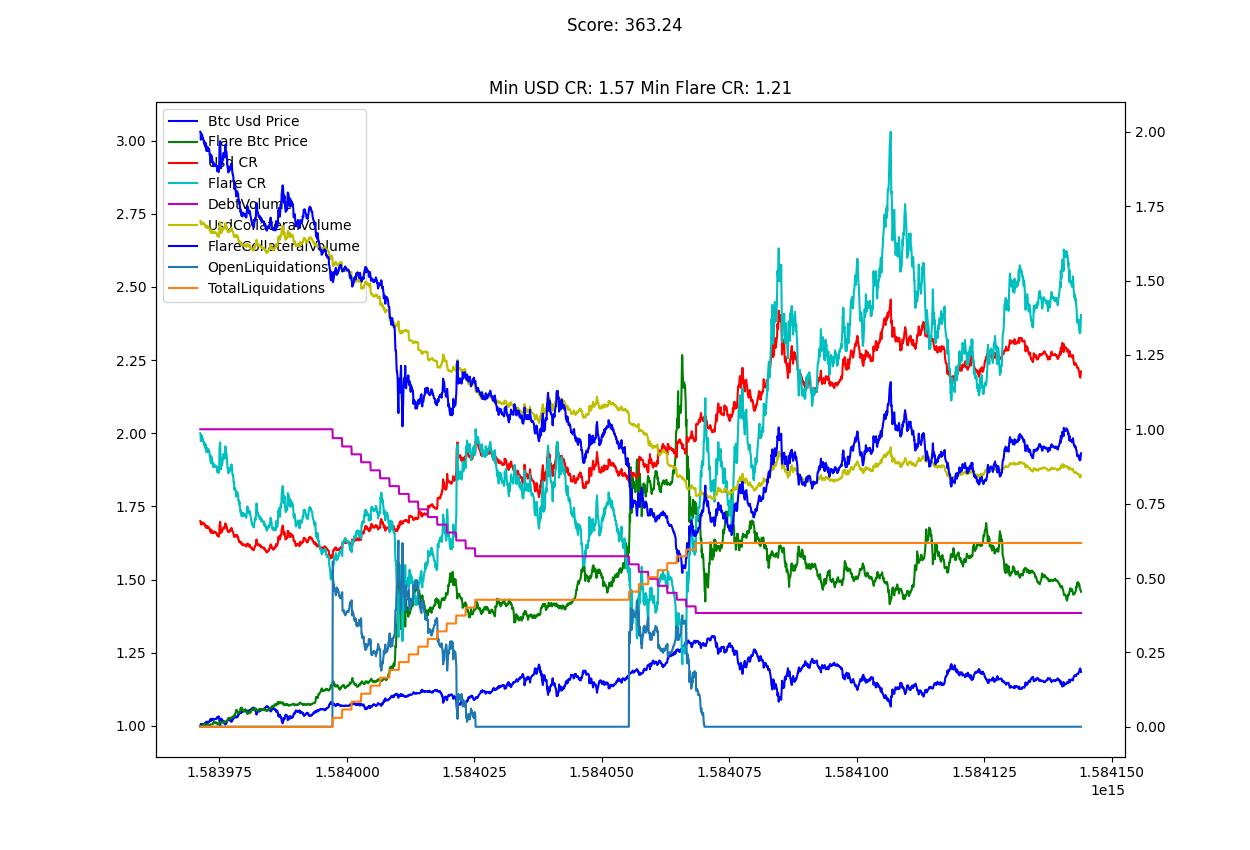 Score: 363.24
Min USD CR: 1.57 Min Flare CR: 1.21
Btc Usd Price
Flare Btc Price
Usd CR
Flare CR
DebtVolume
UsdCollateralVolume
FlareCollateralVolume
OpenLiquidations
TotalLiquidations
3.00
2.75
2.50
2.25
2.00
1.75
1.50
1.25
1.00
2.00
1.75
1.50
1.25
1.00
0.75
0.50
0.25
0.00
1.583975
1.584000
1.584025
1.584050
1.584075
1.584100
1.584125
1.584150
1e15